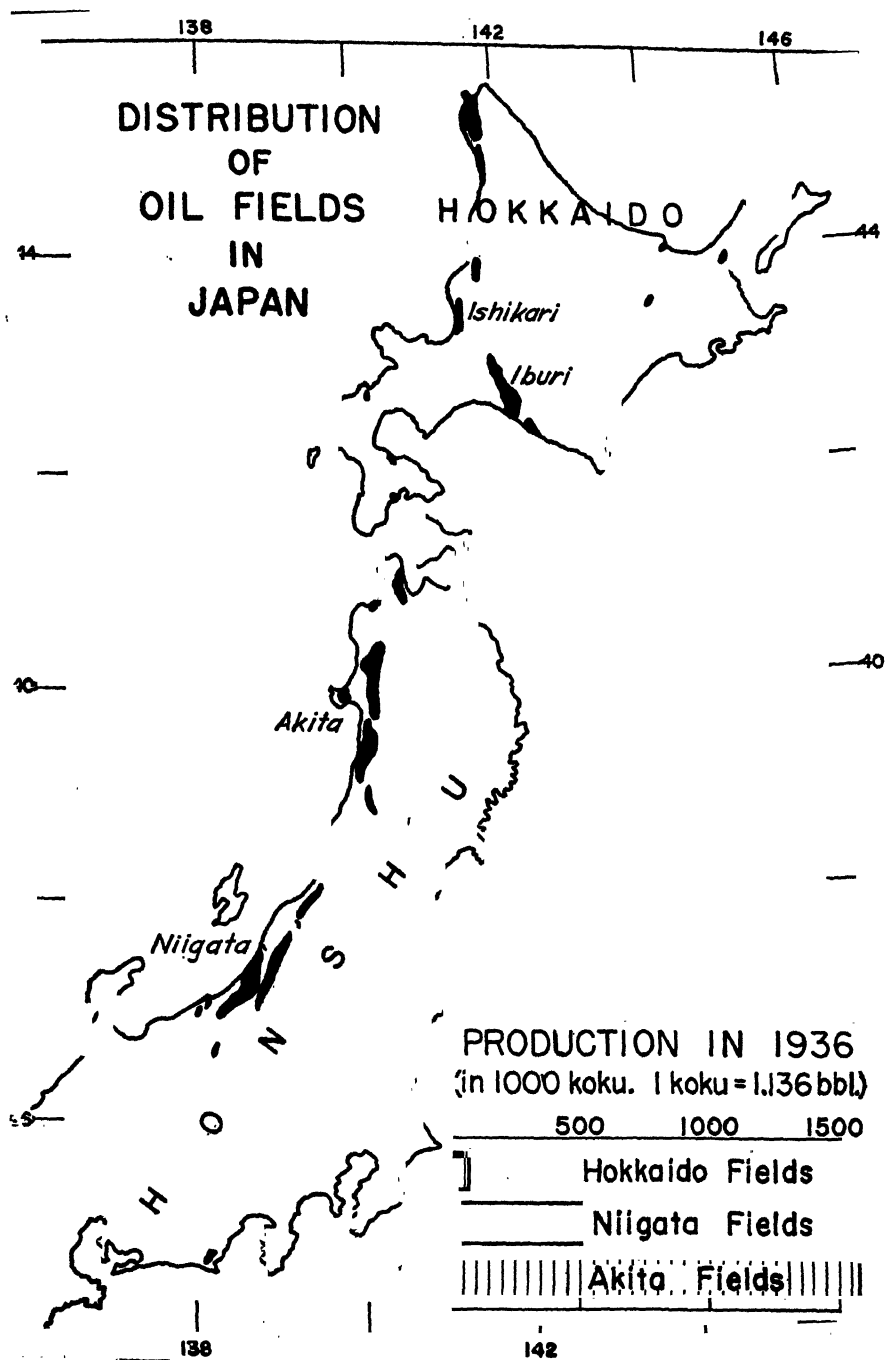 138 142 146
DISTRIBUTION
OF
OIL FIELDS
IN
JAPAN
HOKKAIDO
14 44
Ishikari
Iburi
40
Akita
HONSHU
Niigata
PRODUCTION IN 1936
(in 1000 koku. 1 koku = 1.136 bbl.)
500 1000 1500
Hokkaido Fields
Niigata Fields
Akita Fields
138 142